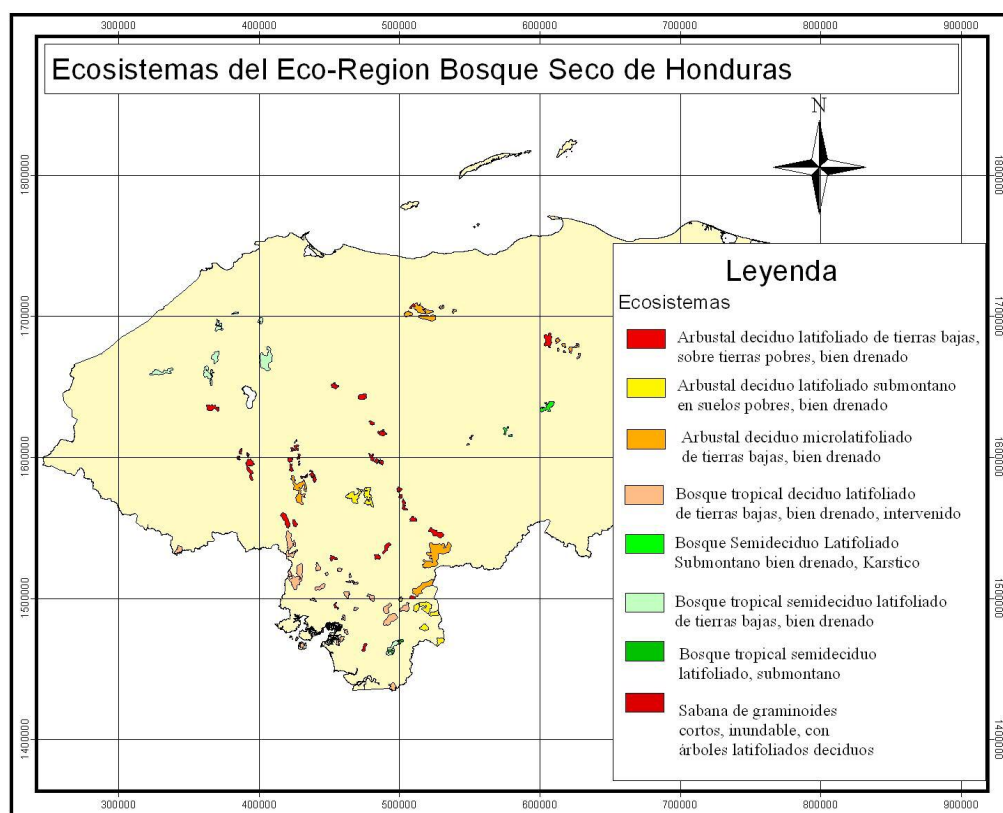 300000 400000 500000 600000 700000 800000 900000
Ecosistemas del Eco-Region Bosque Seco de Honduras
N
1800000 1800000
1700000 1700000
1600000 1600000
1500000 1500000
1400000 1400000
Leyenda
Ecosistemas
Arbustal deciduo latifoliado de tierras bajas,
sobre tierras pobres, bien drenado
Arbustal deciduo latifoliado submontano
en suelos pobres, bien drenado
Arbustal deciduo microlatifoliado
de tierras bajas, bien drenado
Bosque tropical deciduo latifoliado
de tierras bajas, bien drenado, intervenido
Bosque Semideciduo Latifoliado
Submontano bien drenado, Karstico
Bosque tropical semideciduo latifoliado
de tierras bajas, bien drenado
Bosque tropical semideciduo
latifoliado, submontano
Sabana de graminoides
cortos, inundable, con
árboles latifoliados deciduos
300000 400000 500000 600000 700000 800000 900000